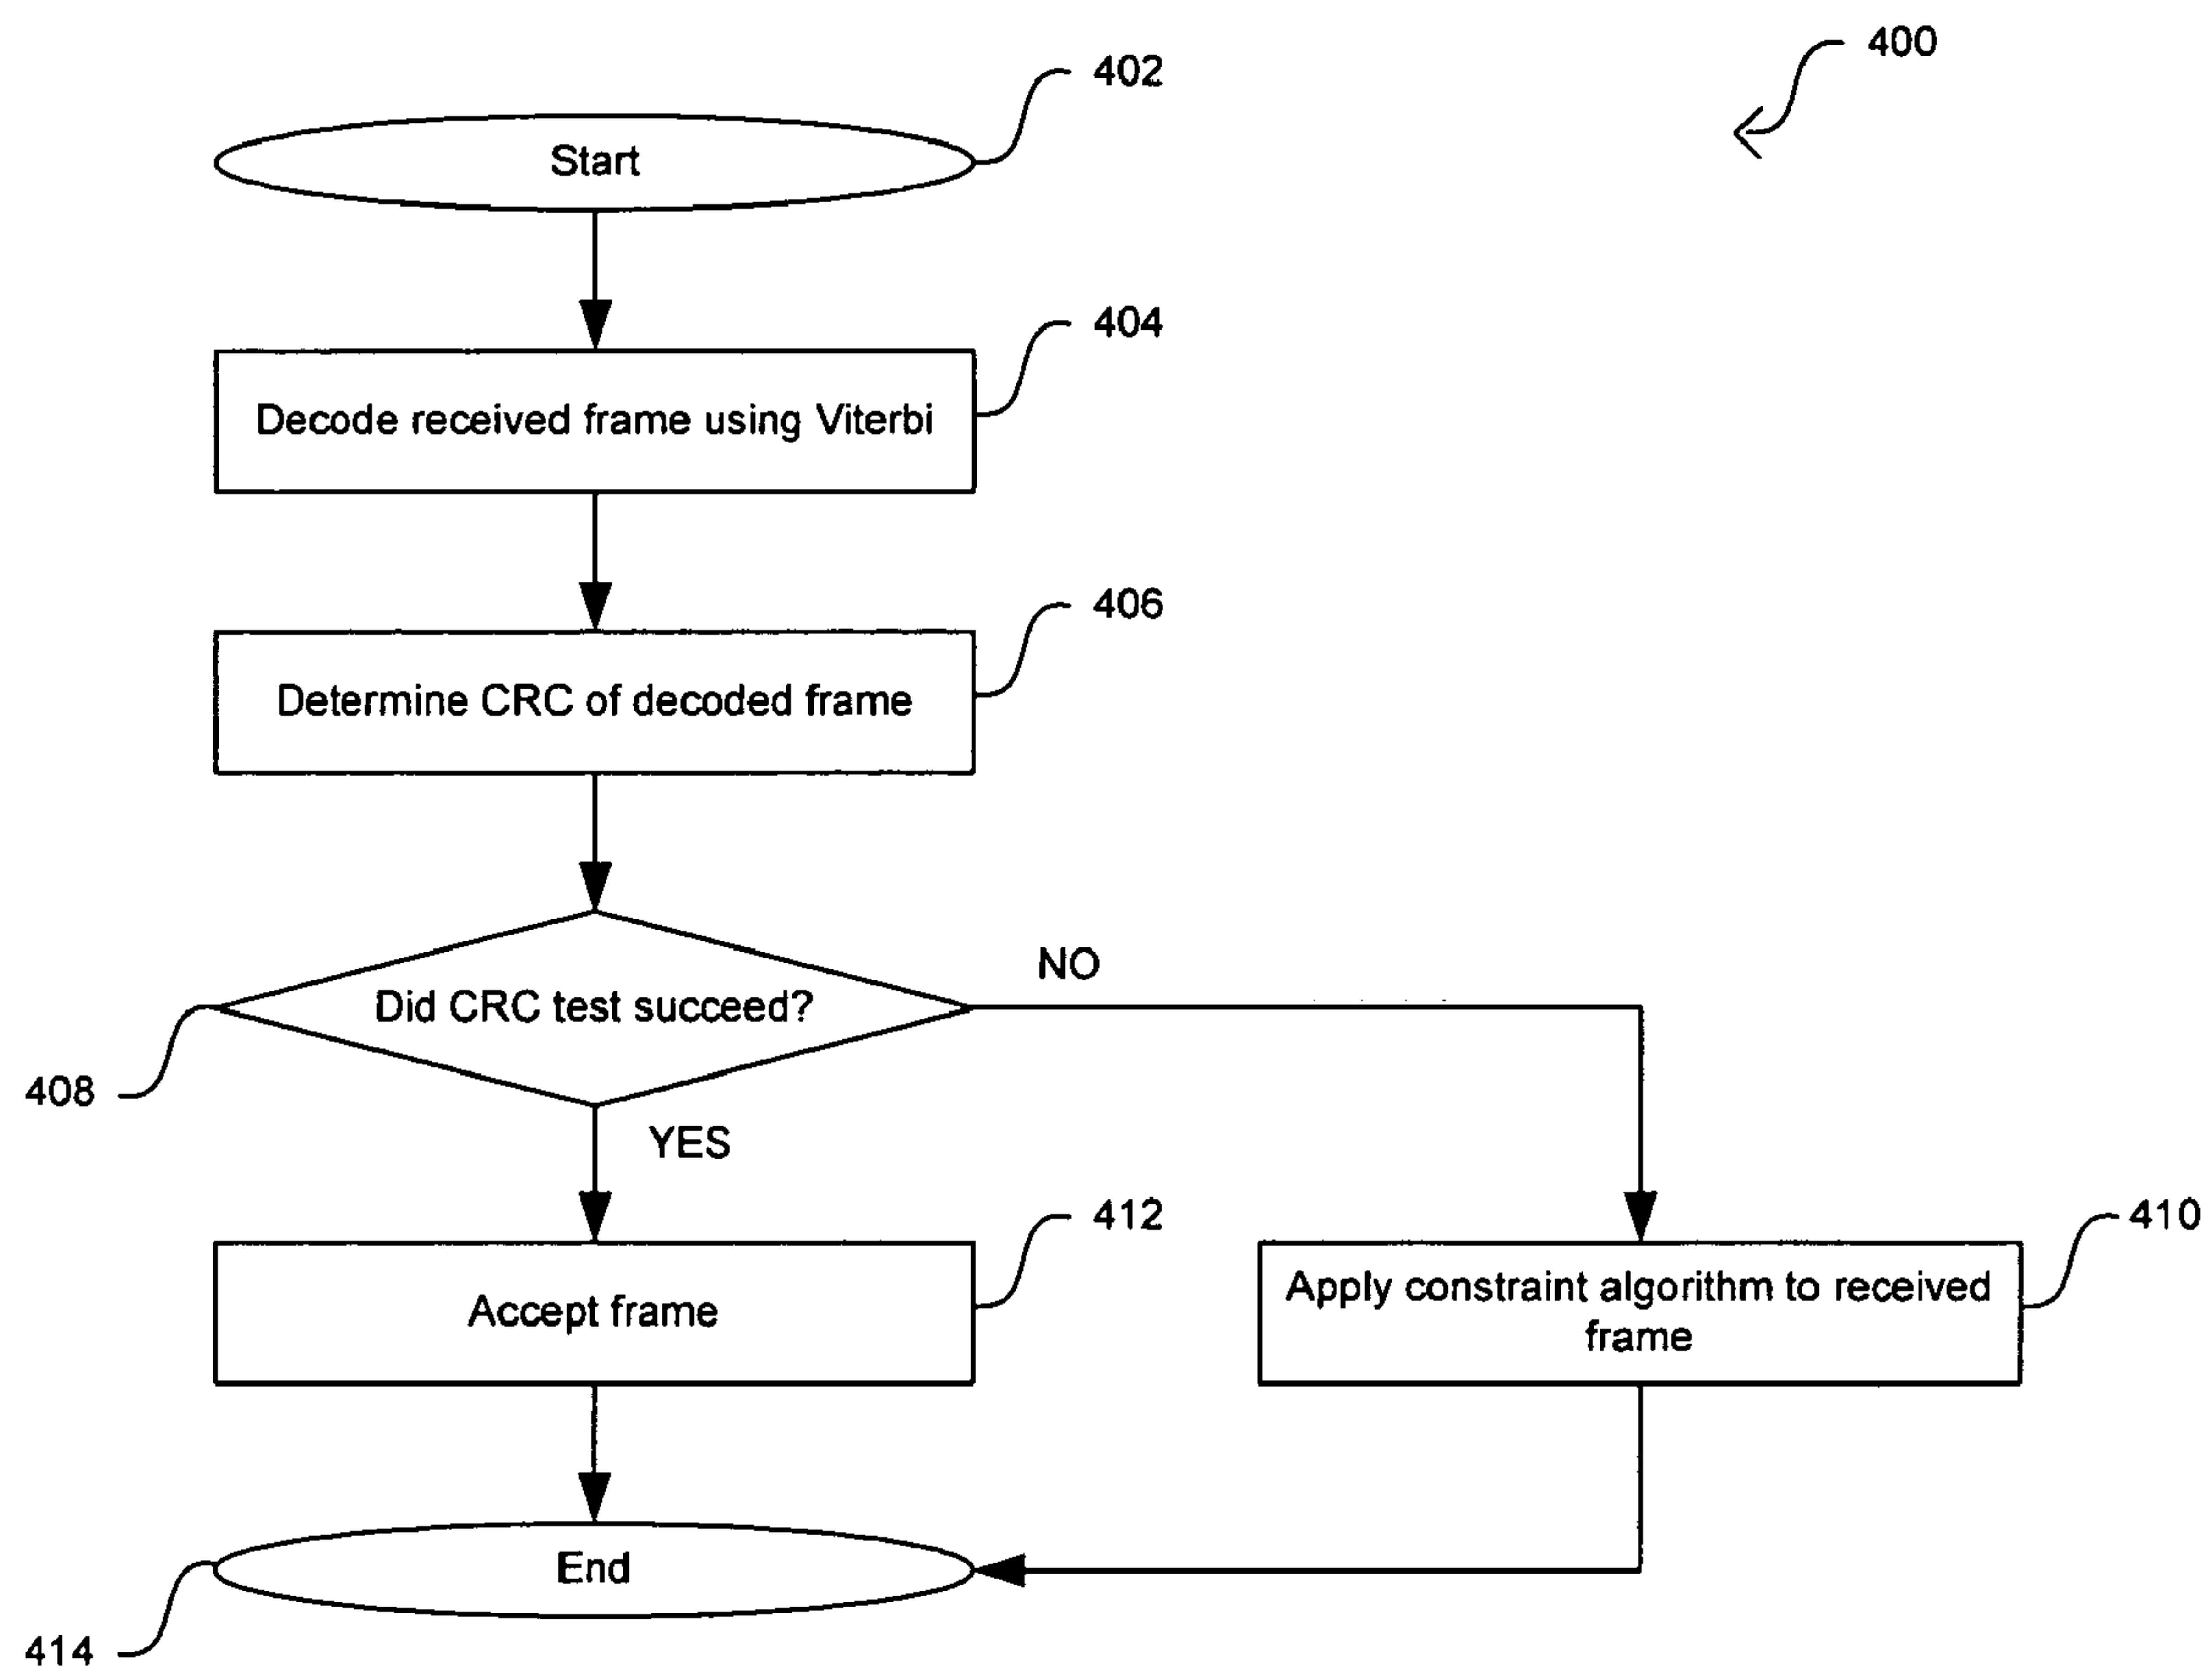 400
402
Start
404
Decode received frame using Viterbi
406
Determine CRC of decoded frame
NO
Did CRC test succeed?
408
YES
412
410
Accept frame
Apply constraint algorithm to received
frame
End
414